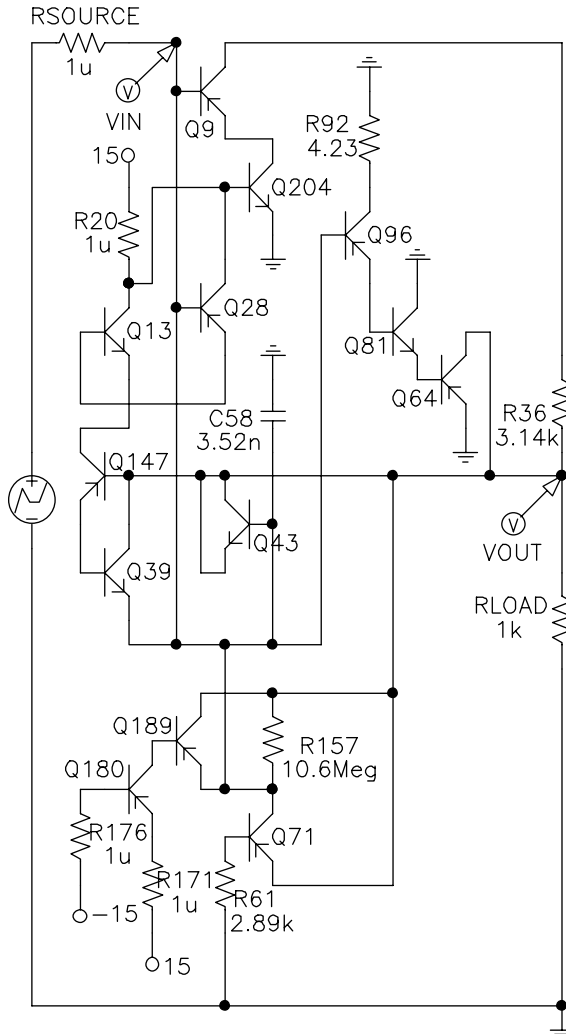 RSOURCE
1u
V
VIN
Q9
R92
4.23
15
Q204
R20
1u
Q96
Q28
Q13
Q81
C58
3.52n
Q64
R36
3.14k
Q147
V
VOUT
Q43
Q39
RLOAD
1k
Q189
R157
10.6Meg
Q180
R176
1u
Q71
R171
1u
R61
2.89k
-15
15